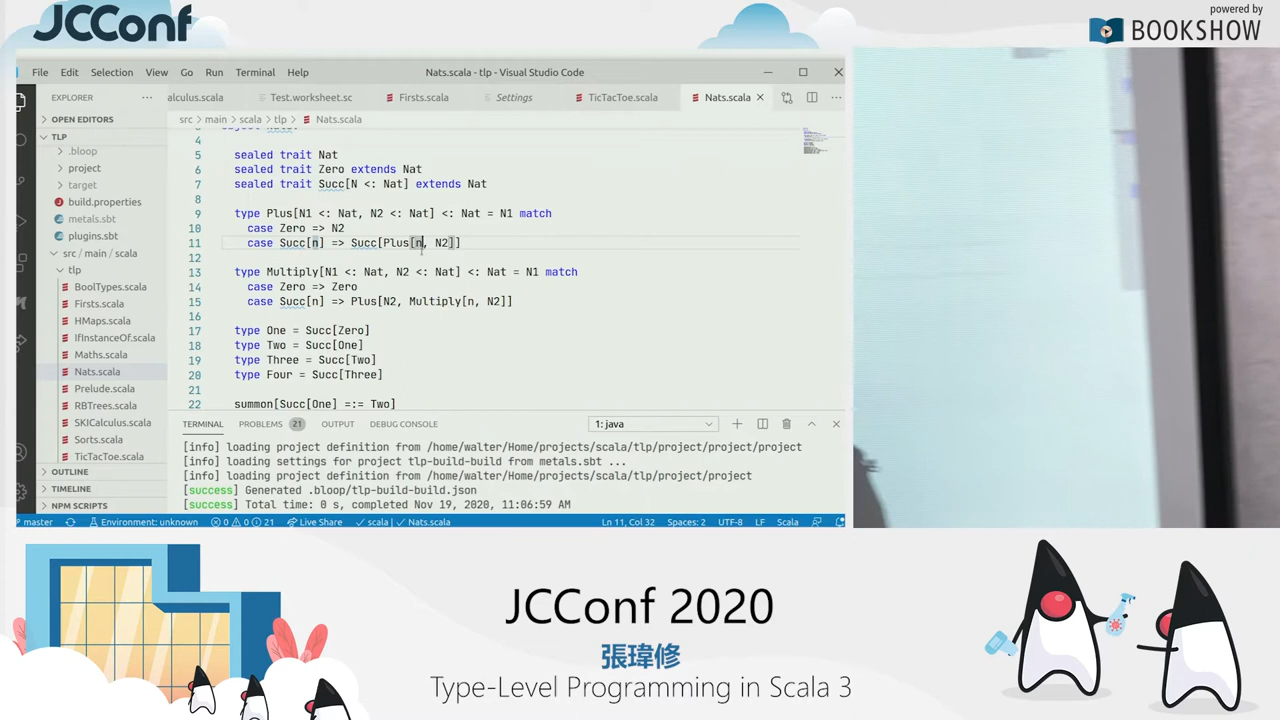 JCConf
powered by
BOOKSHOW
File Edit Selection View Go Run Terminal Help
Nats.scala - tlp - Visual Studio Code
EXPLORER
alculus.scala
Test.worksheet.sc
Firsts.scala
Settings
TicTacToe.scala
Nats.scala
src > main > scala > tlp > Nats.scala
OPEN EDITORS
TLP
.bloop
project
target
build.properties
metals.sbt
plugins.sbt
src / main / scala
tlp
BoolTypes.scala
Firsts.scala
HMaps.scala
IfInstanceOf.scala
Maths.scala
Nats.scala
Prelude.scala
RBTrees.scala
SKICalculus.scala
Sorts.scala
TicTacToe.scala
OUTLINE
TIMELINE
NPM SCRIPTS
4
5 sealed trait Nat
6 sealed trait Zero extends Nat
7 sealed trait Succ[N <: Nat] extends Nat
8
9 type Plus[N1 <: Nat, N2 <: Nat] <: Nat = N1 match
10 case Zero => N2
11 case Succ[n] => Succ[Plus[n, N2]]
12
13 type Multiply[N1 <: Nat, N2 <: Nat] <: Nat = N1 match
14 case Zero => Zero
15 case Succ[n] => Plus[N2, Multiply[n, N2]]
16
17 type One = Succ[Zero]
18 type Two = Succ[One]
19 type Three = Succ[Two]
20 type Four = Succ[Three]
21
22 summon[Succ[One] =:= Two]
TERMINAL PROBLEMS 21 OUTPUT DEBUG CONSOLE
1: java
[info] loading project definition from /home/walter/Home/projects/scala/tlp/project/project/project
[info] loading settings for project tlp-build-build from metals.sbt ...
[info] loading project definition from /home/walter/Home/projects/scala/tlp/project/project
[success] Generated .bloop/tlp-build-build.json
[success] Total time: 0 s, completed Nov 19, 2020, 11:06:59 AM
master Environment: unknown 0 0 21 Live Share scala | Nats.scala Ln 11, Col 32 Spaces: 2 UTF-8 LF Scala
JCConf 2020
張瑋修
Type-Level Programming in Scala 3